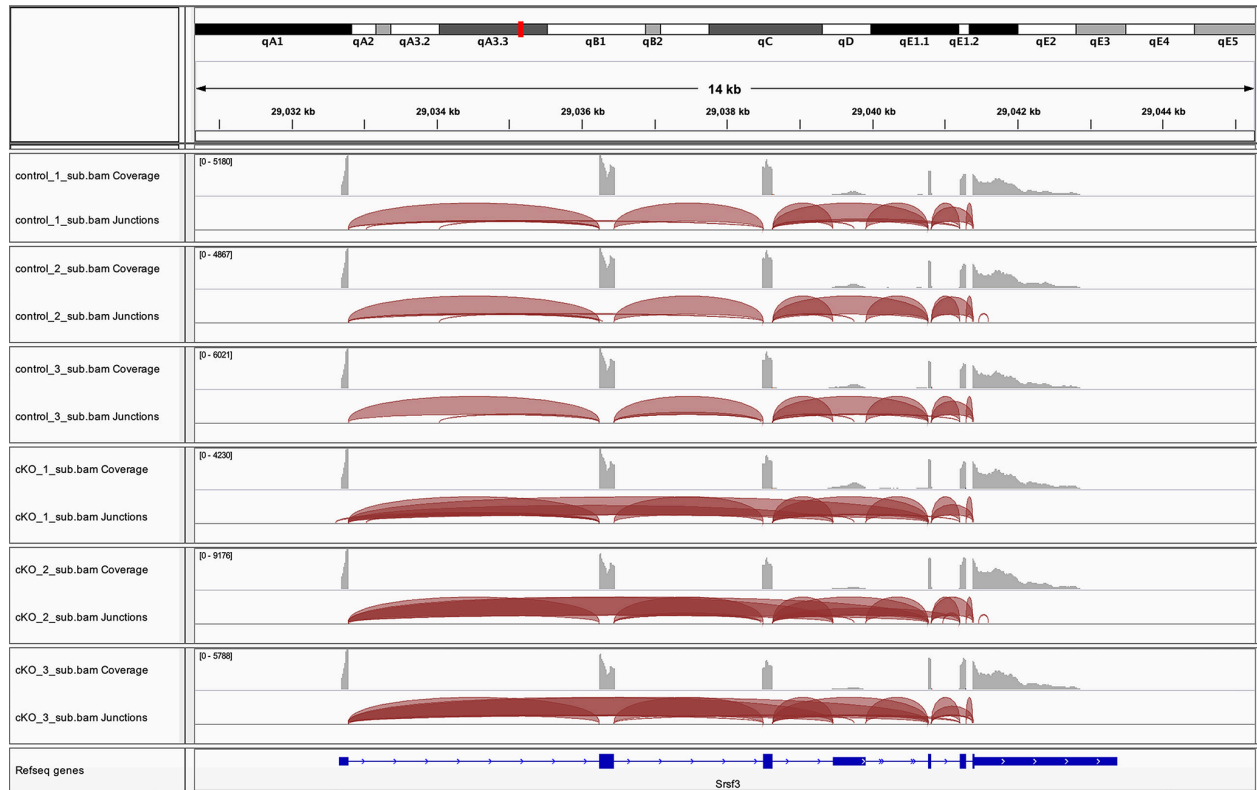 qA1 qA2 qA3.2 qA3.3 qB1 qB2 qC qD qE1.1 qE1.2 qE2 qE3 qE4 qE5
14 kb
29,032 kb 29,034 kb 29,036 kb 29,038 kb 29,040 kb 29,042 kb 29,044 kb
[0 - 5180]
control_1_sub.bam Coverage
control_1_sub.bam Junctions
[0 - 4867]
control_2_sub.bam Coverage
control_2_sub.bam Junctions
[0 - 6021]
control_3_sub.bam Coverage
control_3_sub.bam Junctions
[0 - 4230]
cKO_1_sub.bam Coverage
cKO_1_sub.bam Junctions
[0 - 9176]
cKO_2_sub.bam Coverage
cKO_2_sub.bam Junctions
[0 - 5788]
cKO_3_sub.bam Coverage
cKO_3_sub.bam Junctions
Refseq genes
Srsf3